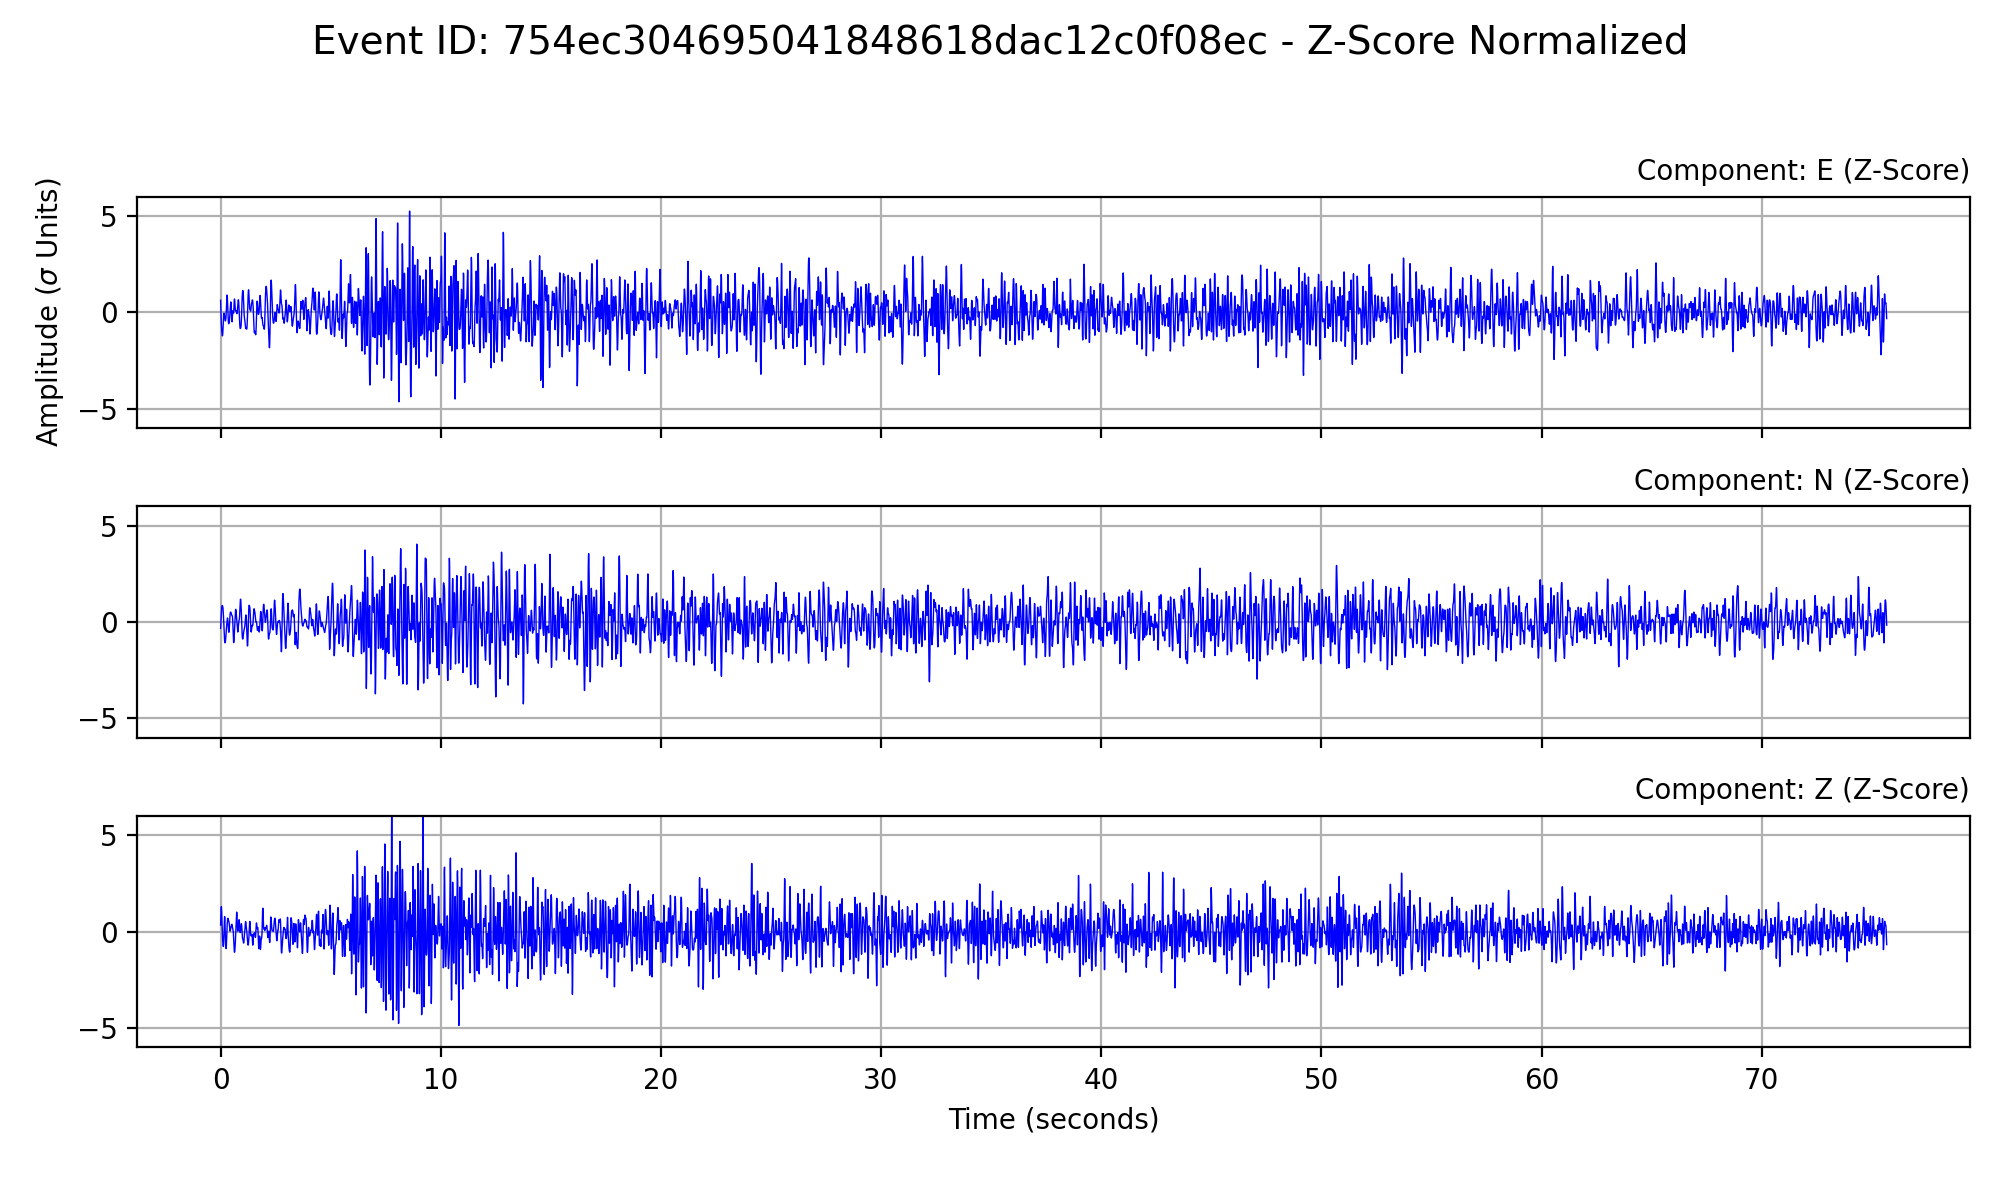 Event ID: 754ec304695041848618dac12c0f08ec - Z-Score Normalized
Component: E (Z-Score)
Amplitude (σ Units)
5
0
−5
Component: N (Z-Score)
5
0
−5
Component: Z (Z-Score)
5
0
−5
0 10 20 30 40 50 60 70
Time (seconds)